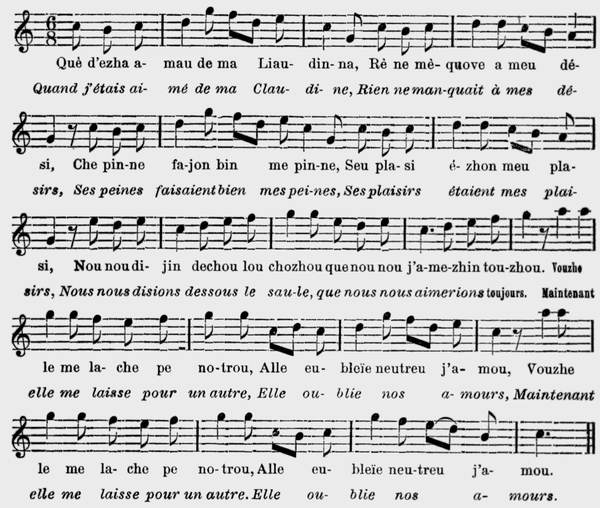 6
8
Què d'ezha a- mau de ma Liau- din- na, Rè ne mè- quove a meu dé-
Quand j'étais ai- mé de ma Clau- di- ne, Rien ne man- quait à mes dé-
si, Che pin- ne fa- jon bin me pin- ne, Seu pla- si é- zhon meu pla-
sirs, Ses peines faisaient bien mes pei- nes, Ses plaisirs étaient mes plai-
si, Nou nou di- jin dechou lou chozhou que nou nou j'a- me- zhin tou- zhou. Vouzhe
sirs, Nous nous disions dessous le sau- le, que nous nous aimerions toujours. Maintenant
le me la- che pe no- trou, Alle eu- bleïe neutreu j'a- mou, Vouzhe
elle me laisse pour un autre, Elle ou- blie nos a- mours, Maintenant
le me la- che pe no- trou, Alle eu- bleïe neu- treu j'a- mou.
elle me laisse pour un autre. Elle ou- blie nos a- mours.